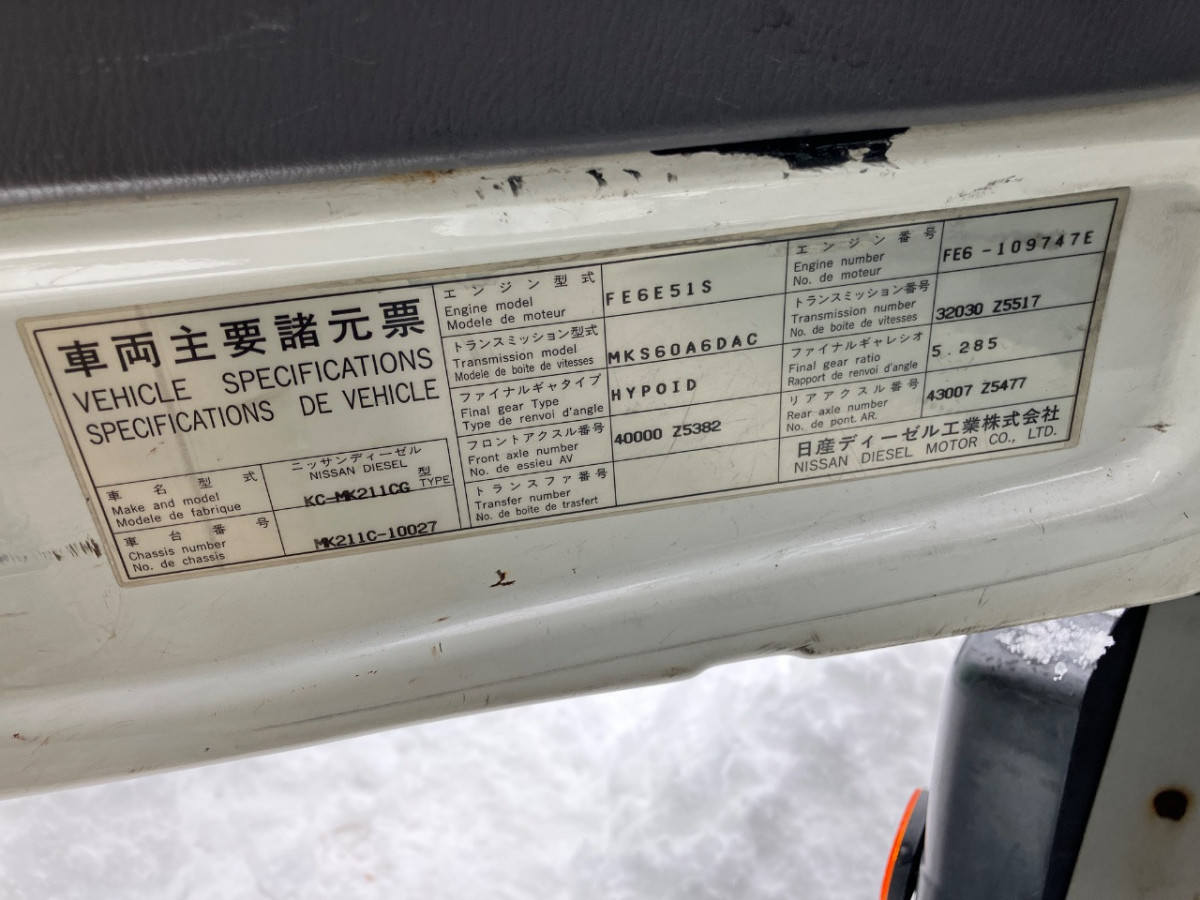 車両主要諸元票
VEHICLE SPECIFICATIONS
SPECIFICATIONS DE VEHICLE
車名型式
Make and model
Modele de fabrique
ニッサンディーゼル
NISSAN DIESEL
KC-MK211CG 型
TYPE
車台番号
Chassis number
No. de chassis
MK211C-10027
エンジン型式
Engine model
Modele de moteur
FE6E51S
トランスミッション型式
Transmission model
Modele de boite de vitesses
MKS60A6DAC
ファイナルギヤタイプ
Final gear Type
Type de renvoi d'angle
HYPOID
フロントアクスル番号
Front axle number
No. de essieu AV
40000 Z5382
トランスファ番号
Transfer number
No. de boite de trasfert
エンジン番号
Engine number
No. de moteur
FE6-109747E
トランスミッション番号
Transmission number
No. de boite de vitesses
32030 Z5517
ファイナルギヤレシオ
Final gear ratio
Rapport de renvoi d'angle
5.285
リヤアクスル番号
Rear axle number
No. de pont. AR.
43007 Z5477
日産ディーゼル工業株式会社
NISSAN DIESEL MOTOR CO., LTD.